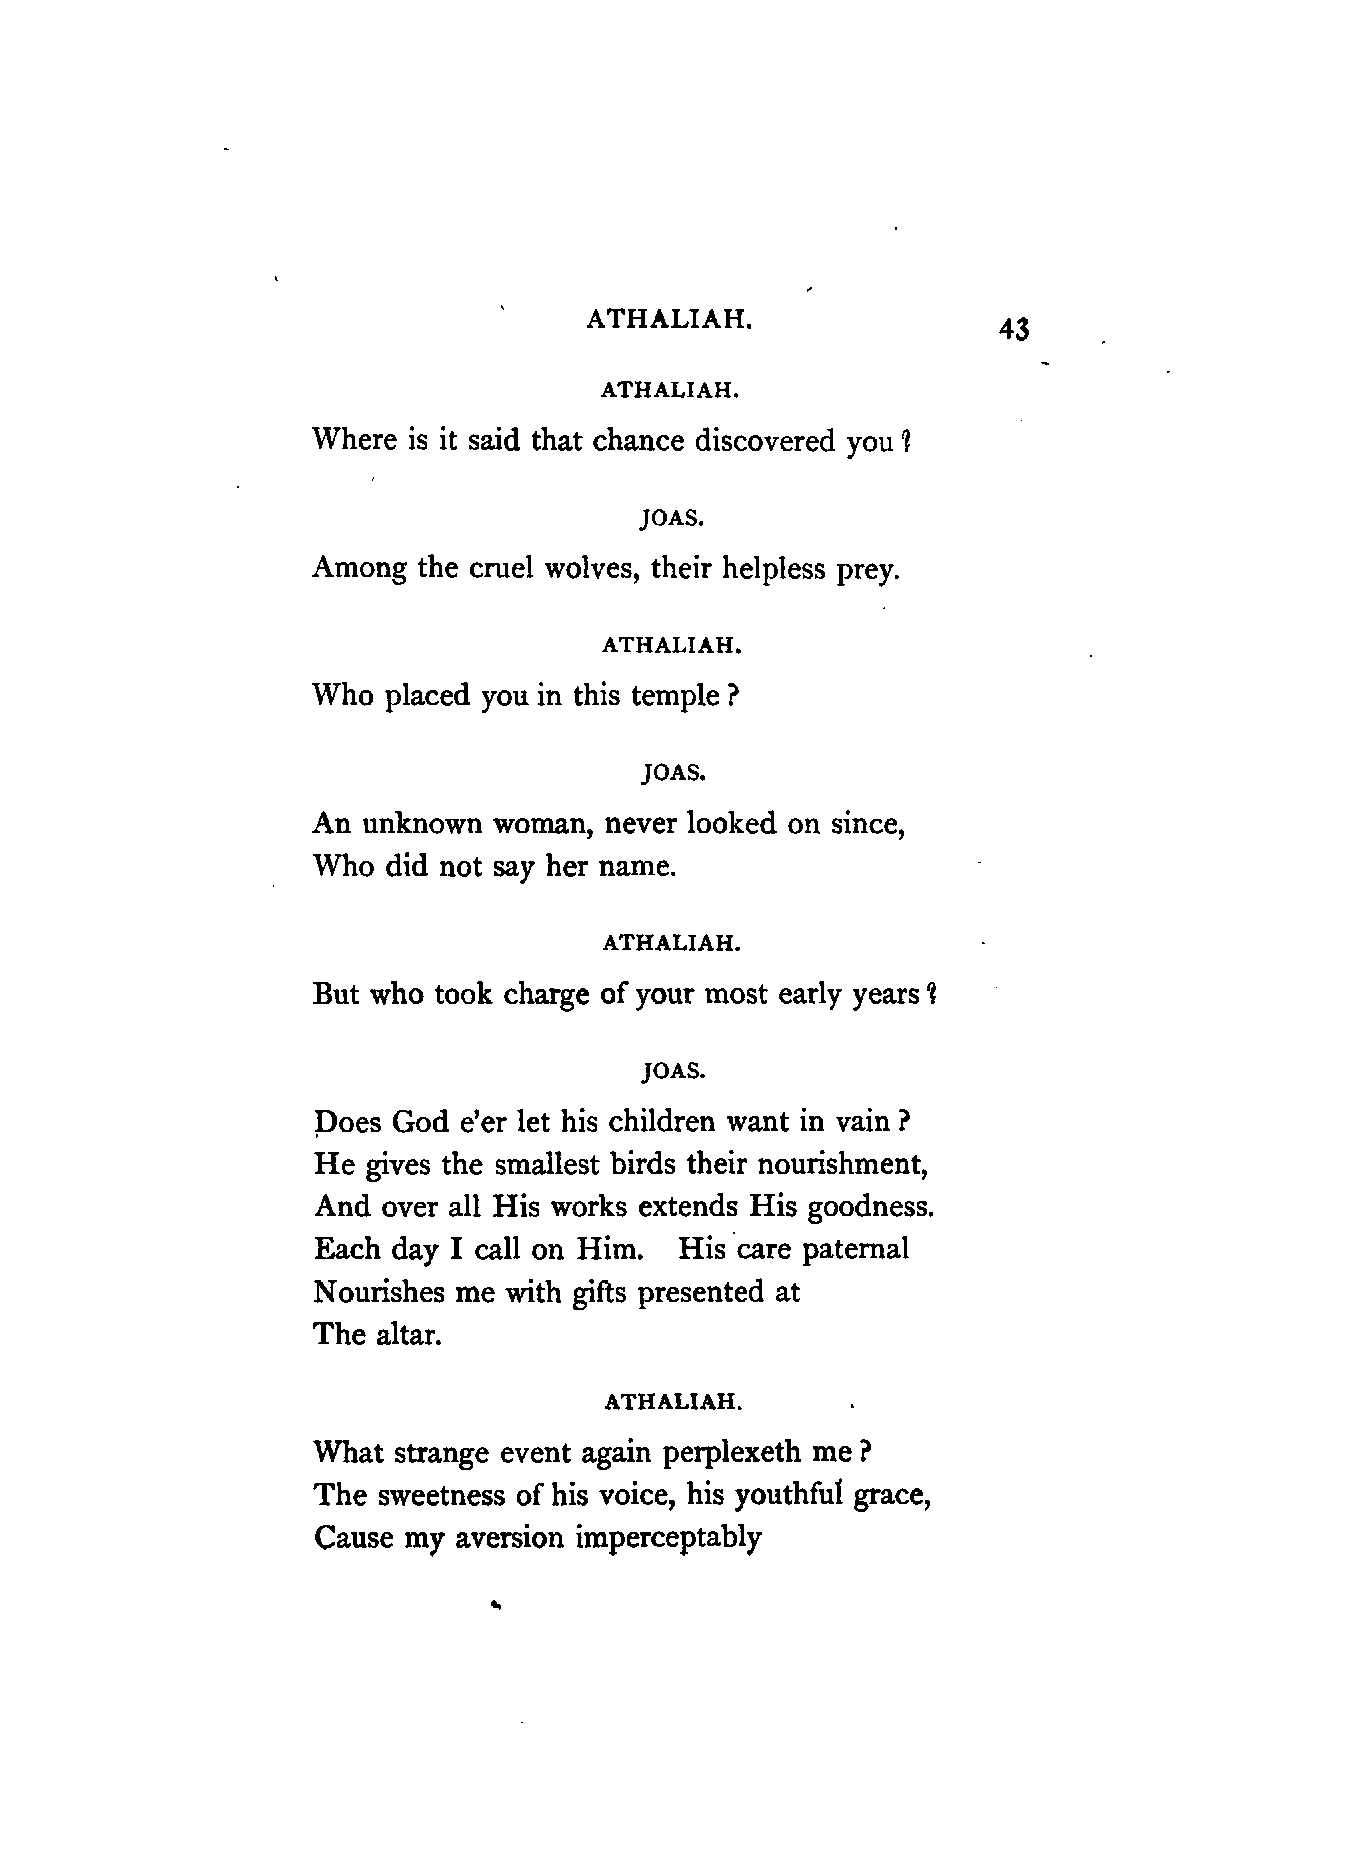 ATHALIAH. 43
ATHALIAH.
Where is it said that chance discovered you?
JOAS.
Among the cruel wolves, their helpless prey.
ATHALIAH.
Who placed you in this temple?
JOAS.
An unknown woman, never looked on since,
Who did not say her name.
ATHALIAH.
But who took charge of your most early years?
JOAS.
Does God e'er let his children want in vain?
He gives the smallest birds their nourishment,
And over all His works extends His goodness.
Each day I call on Him. His care paternal
Nourishes me with gifts presented at
The altar.
ATHALIAH.
What strange event again perplexeth me?
The sweetness of his voice, his youthful grace,
Cause my aversion imperceptably